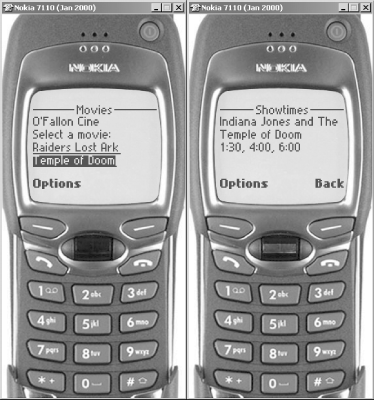 Nokia 7110 (Jan 2000)
NOKIA
Movies
O'Fallon Cine
Select a movie:
Raiders Lost Ark
Temple of Doom
Options
1
2 abc
3 def
4 ghi
5 jkl
6 mno
7 pqrs
8 tuv
9 wxyz
* +
0
#
Nokia 7110 (Jan 2000)
NOKIA
Showtimes
Indiana Jones and The
Temple of Doom
1:30, 4:00, 6:00
Options Back
1
2 abc
3 def
4 ghi
5 jkl
6 mno
7 pqrs
8 tuv
9 wxyz
* +
0
#